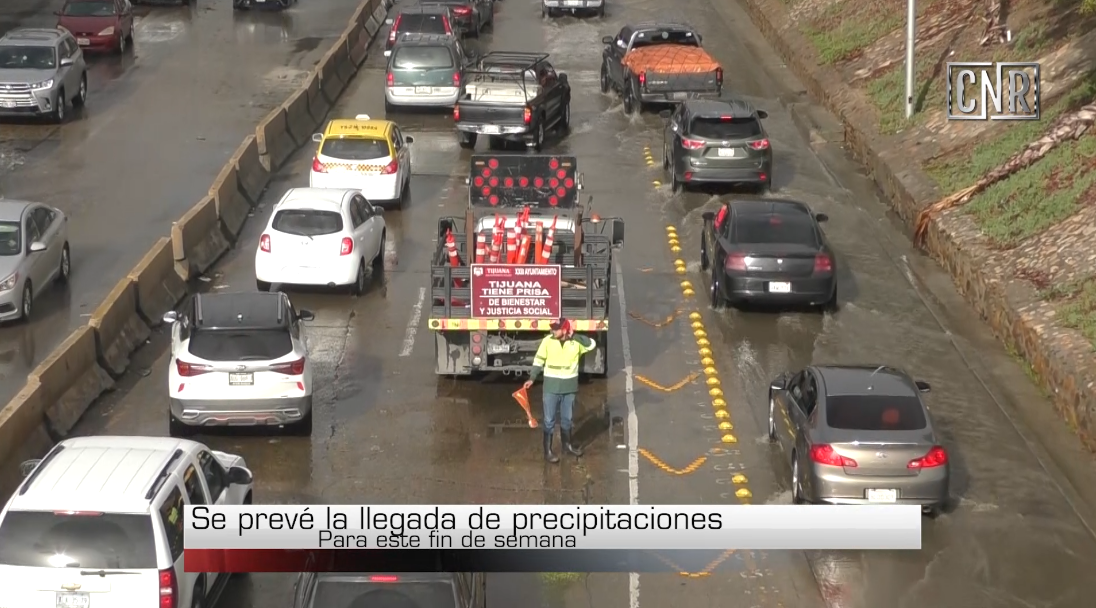 CNR
TIJUANA XXIII AYUNTAMIENTO
TIJUANA
TIENE PRISA
DE BIENESTAR
Y JUSTICIA SOCIAL
Se prevé la llegada de precipitaciones
Para este fin de semana